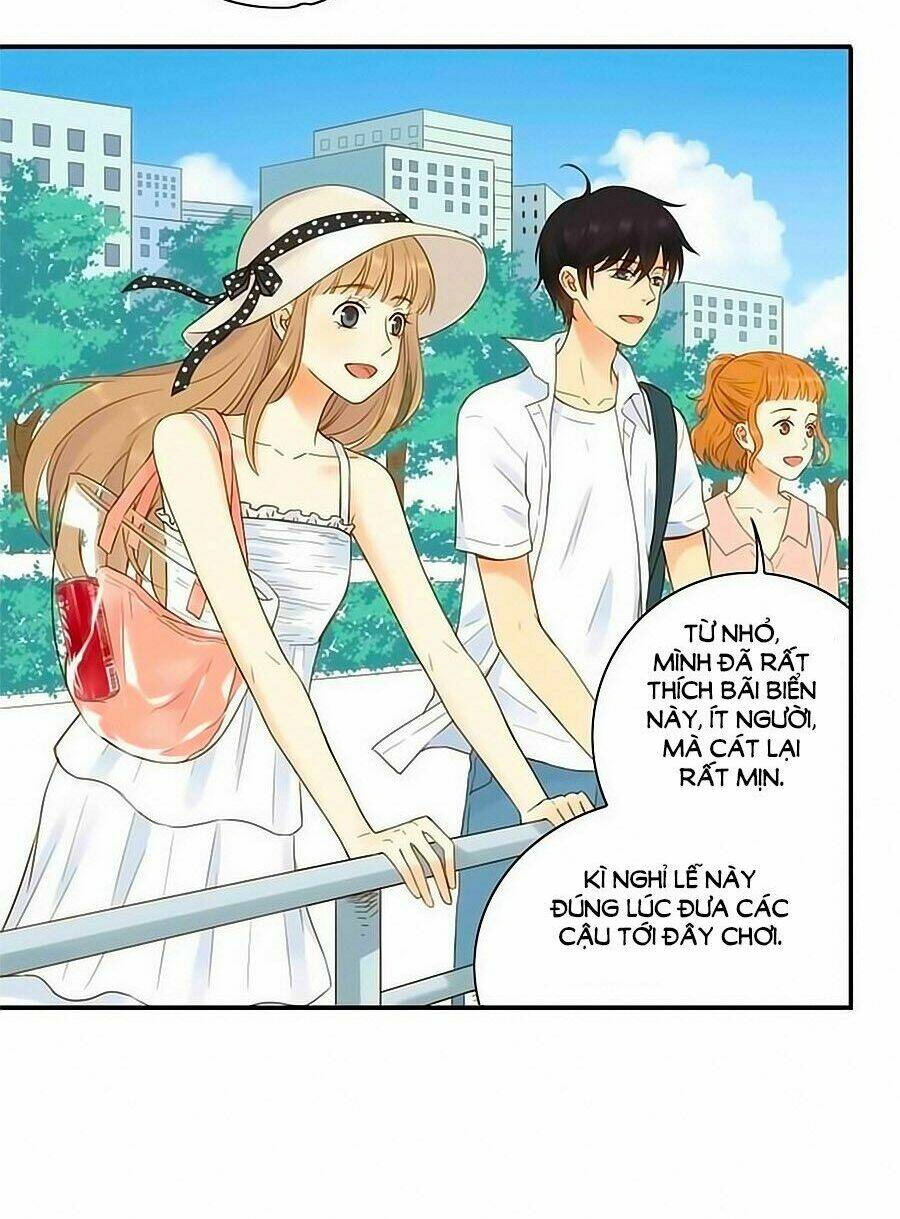 TỪ NHỎ,
MÌNH ĐÃ RẤT
THÍCH BÃI BIỂN
NÀY, ÍT NGƯỜI,
MÀ CÁT LẠI
RẤT MỊN.
KÌ NGHỈ LỄ NÀY
ĐÚNG LÚC ĐƯA CÁC
CẬU TỚI ĐÂY CHƠI.